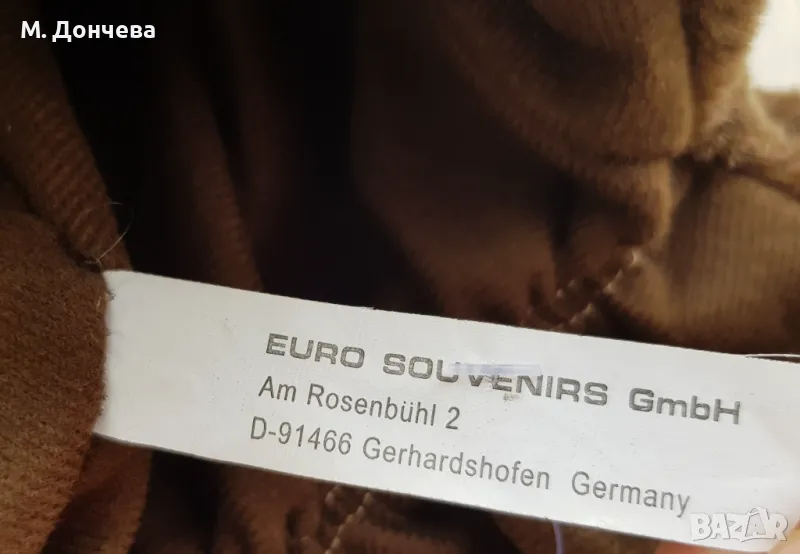 М. Дончева
EURO SOUVENIRS GmbH
Am Rosenbühl 2
D-91466 Gerhardshofen Germany
BAZAR